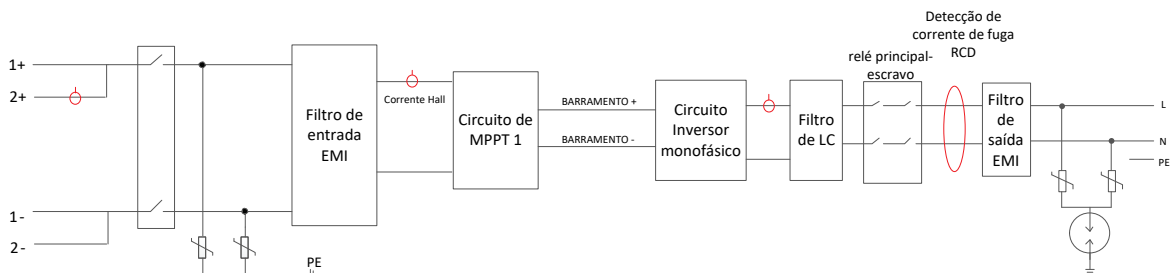 1+
2+
1-
2-
PE
Filtro de
entrada
EMI
Corrente Hall
Circuito de
MPPT 1
BARRAMENTO +
BARRAMENTO -
Circuito
Inversor
monofásico
Filtro
de LC
relé principal-
escravo
Detecção de
corrente de fuga
RCD
Filtro
de
saída
EMI
L
N
PE